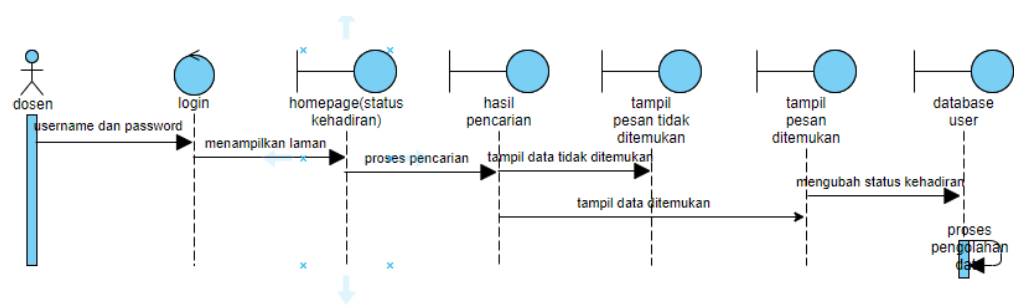 dosen
login
homepage(status
kehadiran)
hasil
pencarian
tampil
pesan tidak
ditemukan
tampil
pesan
ditemukan
database
user
username dan password
menampilkan laman
proses pencarian
tampil data tidak ditemukan
mengubah status kehadiran
tampil data ditemukan
proses
pengolahan
data